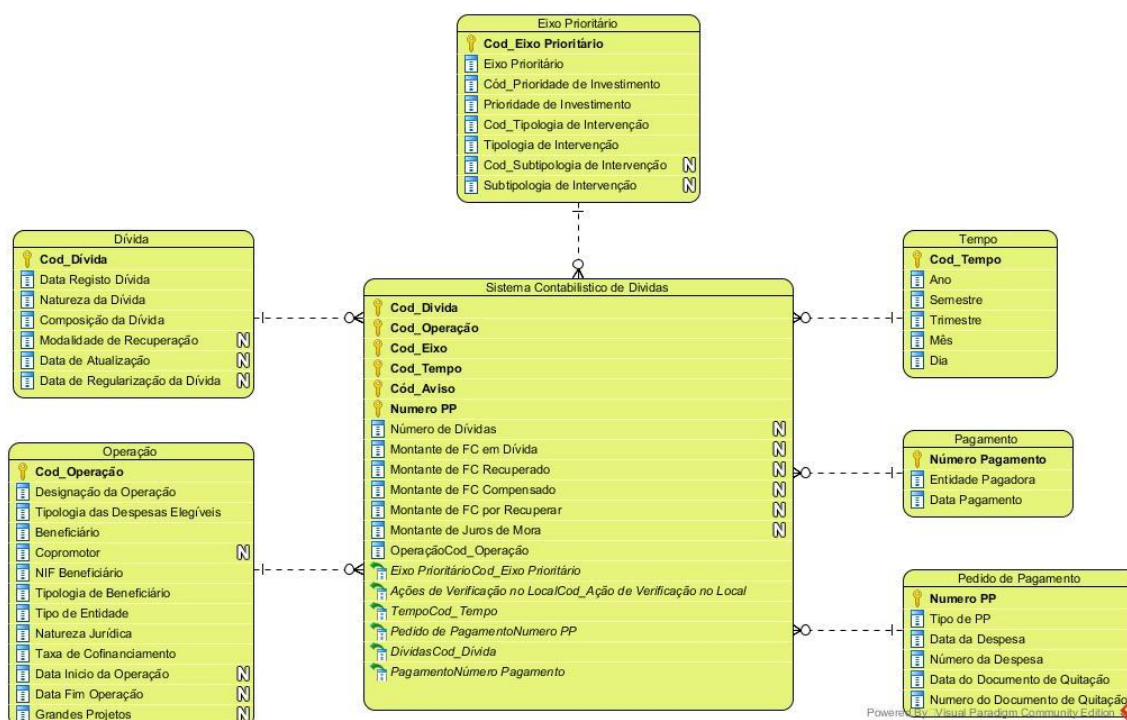 Eixo Prioritário
Cod_Eixo Prioritário
Eixo Prioritário
Cód_Prioridade de Investimento
Prioridade de Investimento
Cod_Tipologia de Intervenção
Tipologia de Intervenção
Cod_Subtipologia de Intervenção N
Subtipologia de Intervenção N
Dívida
Cod_Dívida
Data Registo Dívida
Natureza da Dívida
Composição da Dívida
Modalidade de Recuperação N
Data de Atualização N
Data de Regularização da Dívida N
Operação
Cod_Operação
Designação da Operação
Tipologia das Despesas Elegíveis
Beneficiário
Copromotor N
NIF Beneficiário
Tipologia de Beneficiário
Tipo de Entidade
Natureza Jurídica
Taxa de Cofinanciamento
Data Inicio da Operação N
Data Fim Operação N
Grandes Projetos N
Sistema Contabilistico de Dividas
Cod_Divida
Cod_Operação
Cod_Eixo
Cod_Tempo
Cód_Aviso
Numero PP
Número de Dívidas N
Montante de FC em Dívida N
Montante de FC Recuperado N
Montante de FC Compensado N
Montante de FC por Recuperar N
Montante de Juros de Mora N
OperaçãoCod_Operação
Eixo PrioritárioCod_Eixo Prioritário
Ações de Verificação no LocalCod_Ação de Verificação no Local
TempoCod_Tempo
Pedido de PagamentoNumero PP
DívidasCod_Dívida
PagamentoNúmero Pagamento
Tempo
Cod_Tempo
Ano
Semestre
Trimestre
Mês
Dia
Pagamento
Número Pagamento
Entidade Pagadora
Data Pagamento
Pedido de Pagamento
Numero PP
Tipo de PP
Data da Despesa
Número da Despesa
Data do Documento de Quitação
Numero do Documento de Quitação
Powered By Visual Paradigm Community Edition